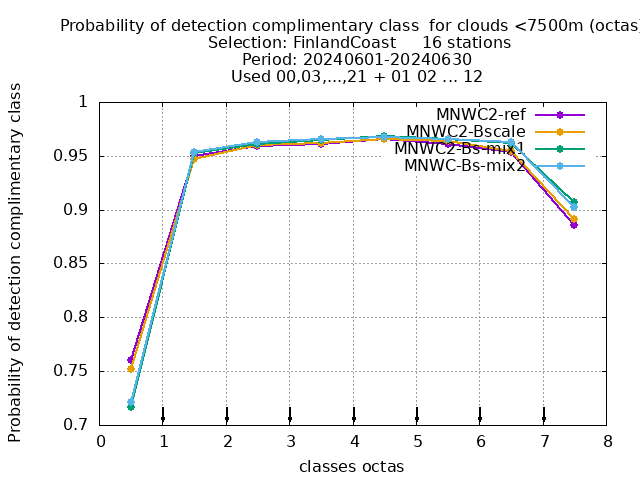 Probability of detection complimentary class  for clouds <7500m (octas)
Selection: FinlandCoast     16 stations
Period: 20240601-20240630
Used 00,03,...,21 + 01 02 ... 12
Probability of detection complimentary class
1
0.95
0.9
0.85
0.8
0.75
0.7
MNWC2-ref
MNWC2-Bscale
MNWC2-Bs-mix1
MNWC-Bs-mix2
0 1 2 3 4 5 6 7 8
classes octas